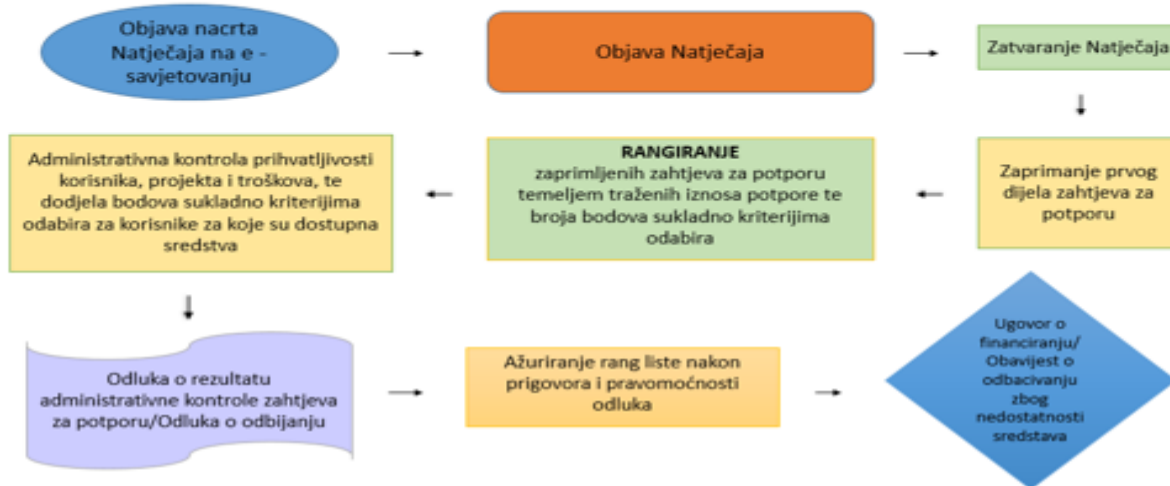 Objava nacrta
Natječaja na e -
savjetovanju
Objava Natječaja
Zatvaranje Natječaja
Zaprimanje prvog
dijela zahtjeva za
potporu
RANGIRANJE
zaprimljenih zahtjeva za potporu
temeljem traženih iznosa potpore te
broja bodova sukladno kriterijima
odabira
Administrativna kontrola prihvatljivosti
korisnika, projekta i troškova, te
dodjela bodova sukladno kriterijima
odabira za korisnike za koje su dostupna
sredstva
Odluka o rezultatu
administrativne kontrole zahtjeva
za potporu/Odluka o odbijanju
Ažuriranje rang liste nakon
prigovora i pravomoćnosti
odluka
Ugovor o
financiranju/
Obavijest o
odbacivanju
zbog
nedostatnosti
sredstava